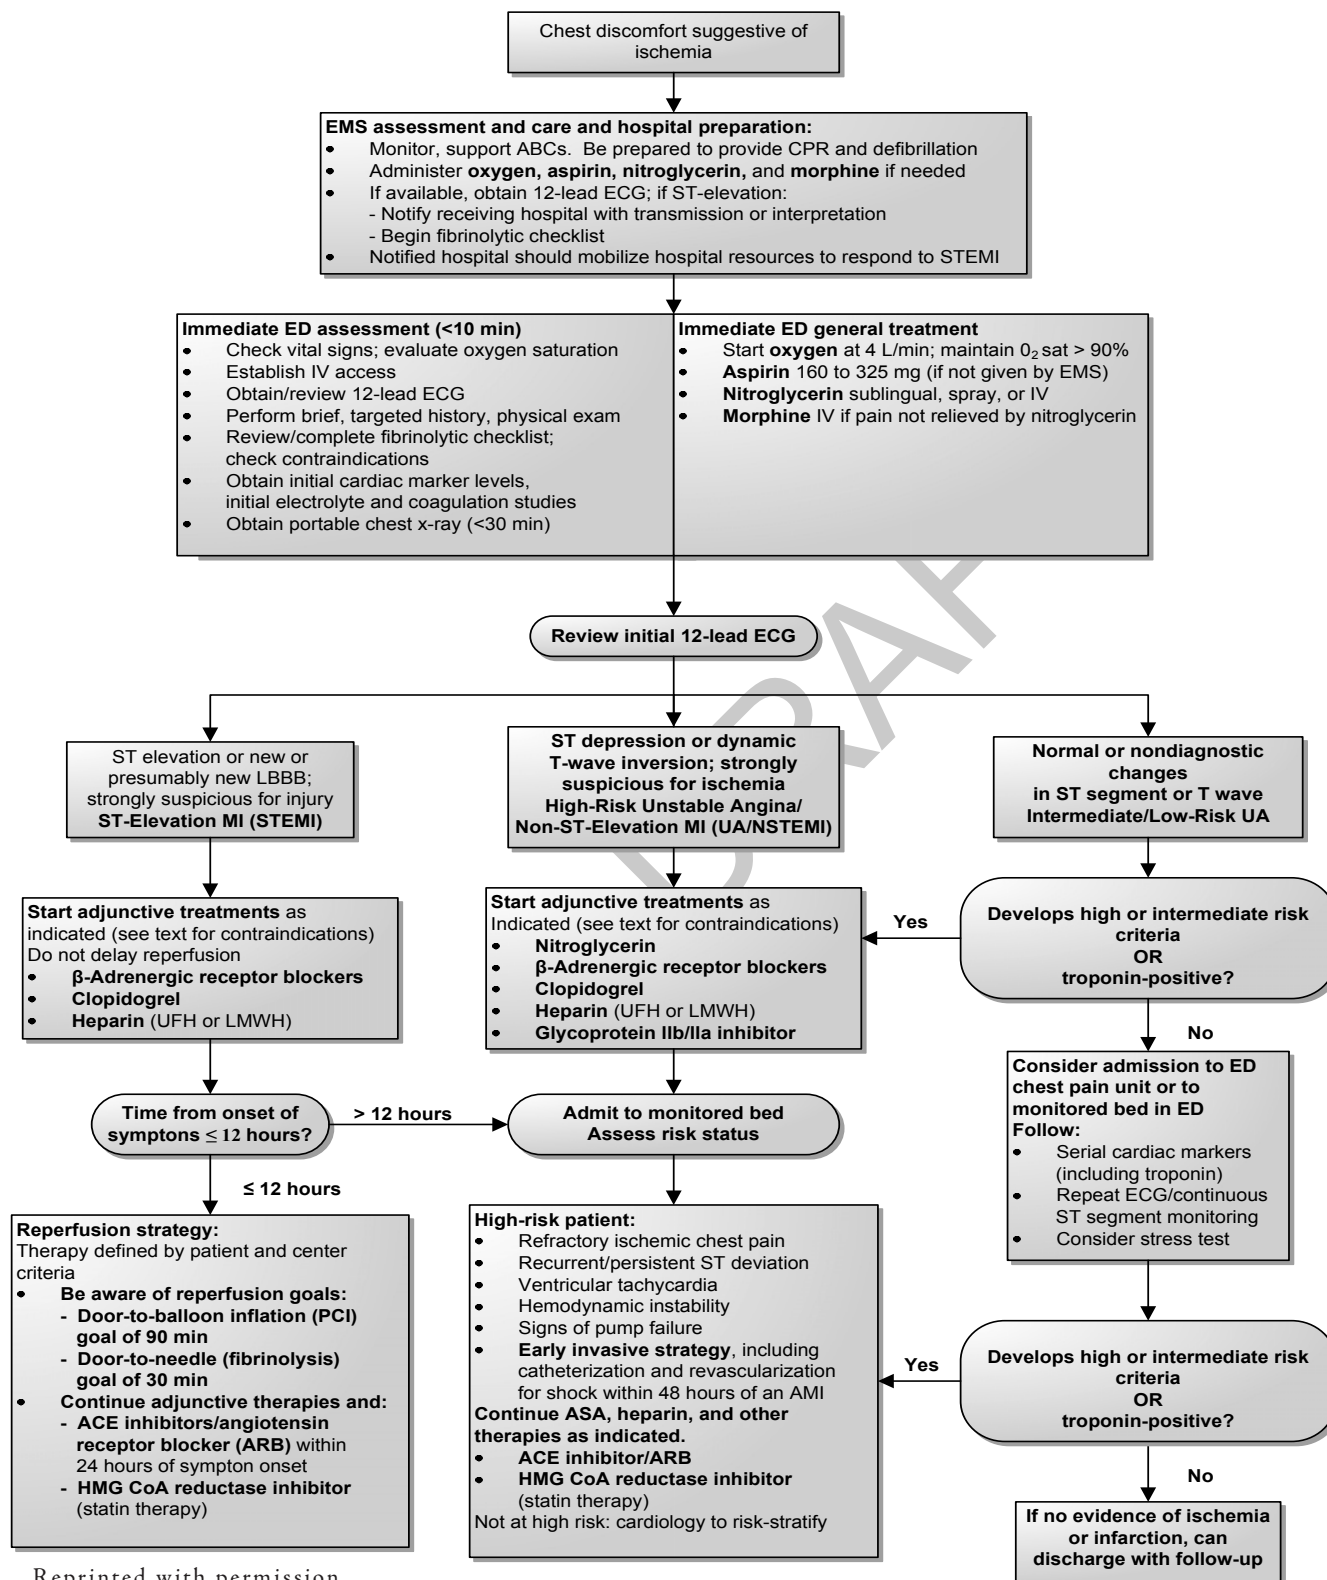 Chest discomfort suggestive of
ischemia
EMS assessment and care and hospital preparation:
• Monitor, support ABCs. Be prepared to provide CPR and defibrillation
• Administer oxygen, aspirin, nitroglycerin, and morphine if needed
• If available, obtain 12-lead ECG; if ST-elevation:
- Notify receiving hospital with transmission or interpretation
- Begin fibrinolytic checklist
• Notified hospital should mobilize hospital resources to respond to STEMI
Immediate ED assessment (<10 min)
• Check vital signs; evaluate oxygen saturation
• Establish IV access
• Obtain/review 12-lead ECG
• Perform brief, targeted history, physical exam
• Review/complete fibrinolytic checklist;
check contraindications
• Obtain initial cardiac marker levels,
initial electrolyte and coagulation studies
• Obtain portable chest x-ray (<30 min)
Immediate ED general treatment
• Start oxygen at 4 L/min; maintain 0₂ sat > 90%
• Aspirin 160 to 325 mg (if not given by EMS)
• Nitroglycerin sublingual, spray, or IV
• Morphine IV if pain not relieved by nitroglycerin
DRAF
Review initial 12-lead ECG
ST elevation or new or
presumably new LBBB;
strongly suspicious for injury
ST-Elevation MI (STEMI)
ST depression or dynamic
T-wave inversion; strongly
suspicious for ischemia
High-Risk Unstable Angina/
Non-ST-Elevation MI (UA/NSTEMI)
Normal or nondiagnostic
changes
in ST segment or T wave
Intermediate/Low-Risk UA
Start adjunctive treatments as
indicated (see text for contraindications)
Do not delay reperfusion
• β-Adrenergic receptor blockers
• Clopidogrel
• Heparin (UFH or LMWH)
Start adjunctive treatments as
Indicated (see text for contraindications)
• Nitroglycerin
• β-Adrenergic receptor blockers
• Clopidogrel
• Heparin (UFH or LMWH)
• Glycoprotein IIb/IIa inhibitor
Yes
Develops high or intermediate risk
criteria
OR
troponin-positive?
No
Time from onset of
symptons ≤ 12 hours?
> 12 hours
Admit to monitored bed
Assess risk status
Consider admission to ED
chest pain unit or to
monitored bed in ED
Follow:
• Serial cardiac markers
(including troponin)
• Repeat ECG/continuous
ST segment monitoring
• Consider stress test
≤ 12 hours
Reperfusion strategy:
Therapy defined by patient and center
criteria
• Be aware of reperfusion goals:
- Door-to-balloon inflation (PCI)
goal of 90 min
- Door-to-needle (fibrinolysis)
goal of 30 min
• Continue adjunctive therapies and:
- ACE inhibitors/angiotensin
receptor blocker (ARB) within
24 hours of sympton onset
- HMG CoA reductase inhibitor
(statin therapy)
High-risk patient:
• Refractory ischemic chest pain
• Recurrent/persistent ST deviation
• Ventricular tachycardia
• Hemodynamic instability
• Signs of pump failure
• Early invasive strategy, including
catheterization and revascularization
for shock within 48 hours of an AMI
Continue ASA, heparin, and other
therapies as indicated.
• ACE inhibitor/ARB
• HMG CoA reductase inhibitor
(statin therapy)
Not at high risk: cardiology to risk-stratify
Yes
Develops high or intermediate risk
criteria
OR
troponin-positive?
No
If no evidence of ischemia
or infarction, can
discharge with follow-up
Reprinted with permission